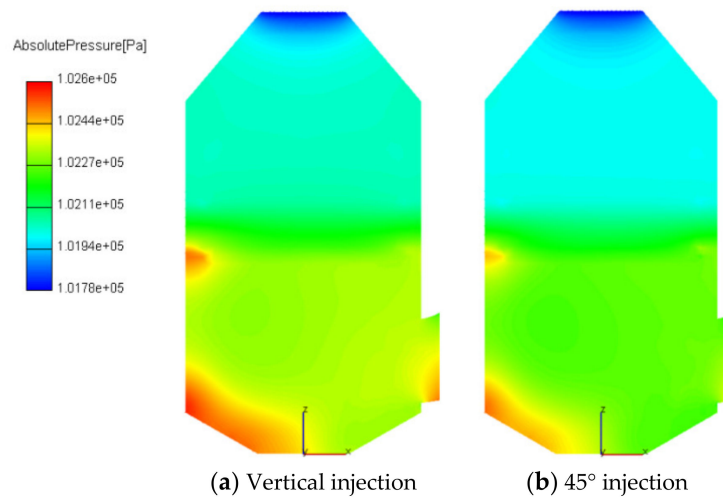 AbsolutePressure[Pa]
1.026e+05
1.0244e+05
1.0227e+05
1.0211e+05
1.0194e+05
1.0178e+05
z
Y
x
z
Y
x
(a) Vertical injection
(b) 45° injection